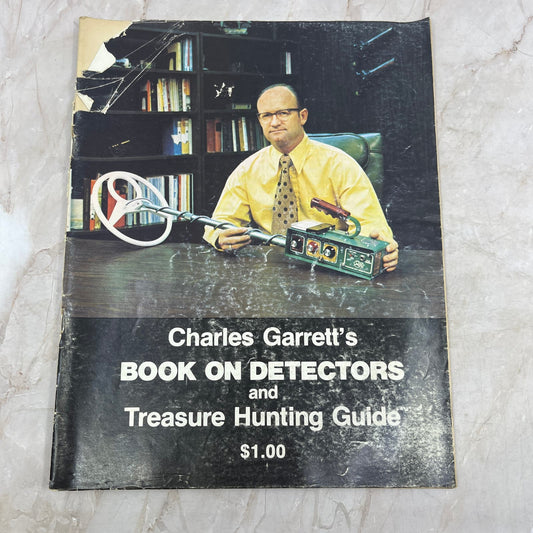 Charles Garrett's
BOOK ON DETECTORS
and
Treasure Hunting Guide
$1.00